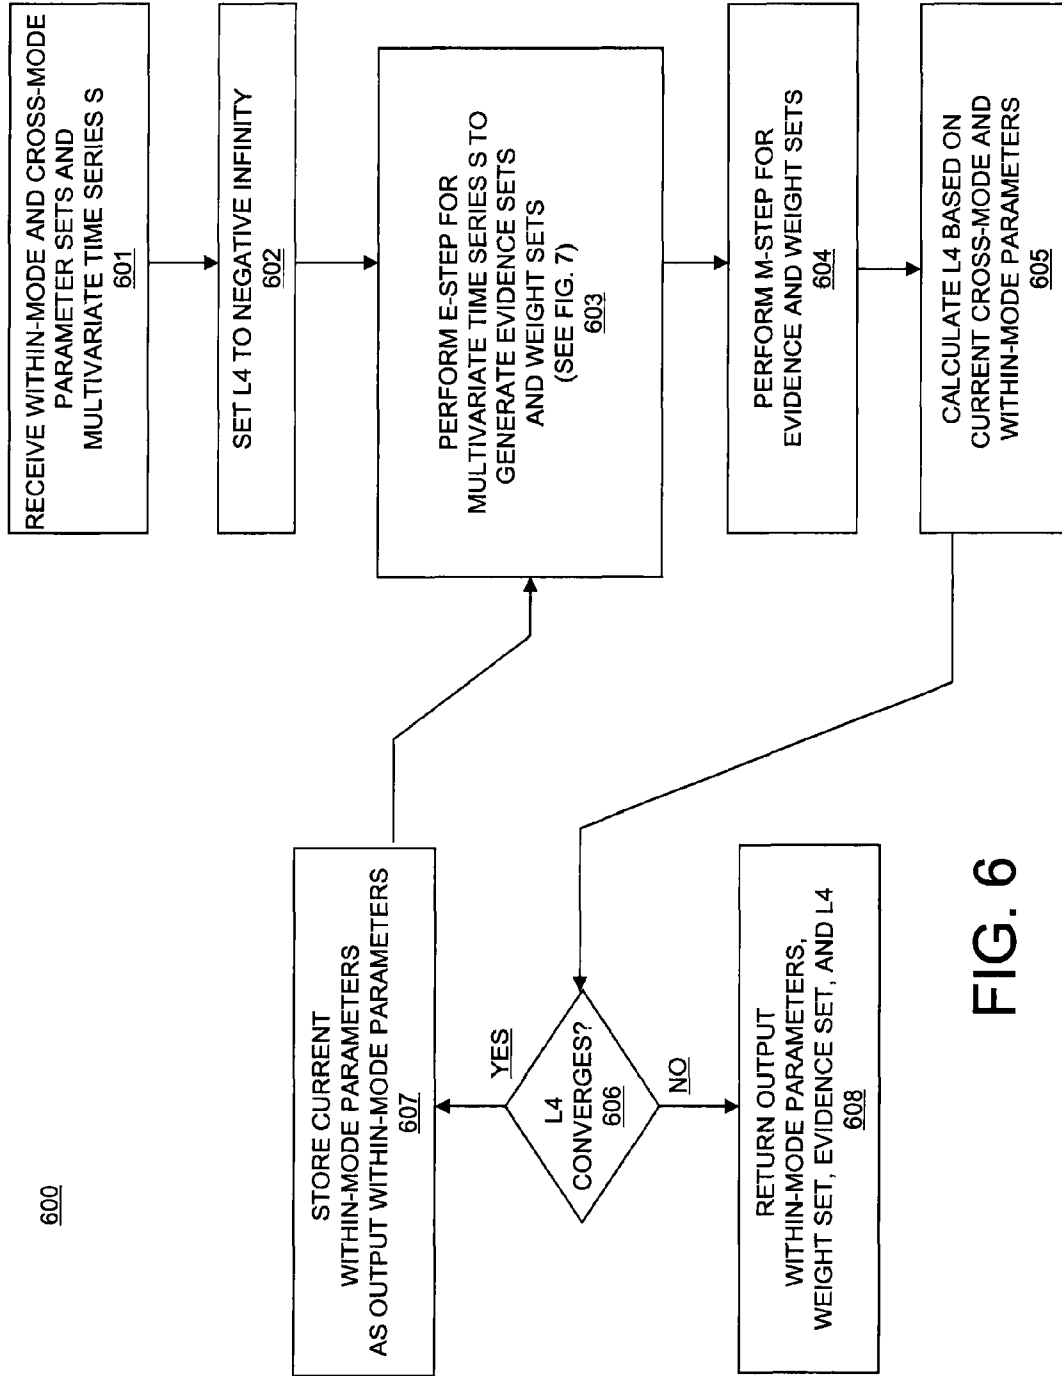 600
RECEIVE WITHIN-MODE AND CROSS-MODE
PARAMETER SETS AND
MULTIVARIATE TIME SERIES S
601
SET L4 TO NEGATIVE INFINITY
602
PERFORM E-STEP FOR
MULTIVARIATE TIME SERIES S TO
GENERATE EVIDENCE SETS
AND WEIGHT SETS
(SEE FIG. 7)
603
PERFORM M-STEP FOR
EVIDENCE AND WEIGHT SETS
604
CALCULATE L4 BASED ON
CURRENT CROSS-MODE AND
WITHIN-MODE PARAMETERS
605
STORE CURRENT
WITHIN-MODE PARAMETERS
AS OUTPUT WITHIN-MODE PARAMETERS
607
YES
L4
CONVERGES?
606
NO
RETURN OUTPUT
WITHIN-MODE PARAMETERS,
WEIGHT SET, EVIDENCE SET, AND L4
608
FIG. 6